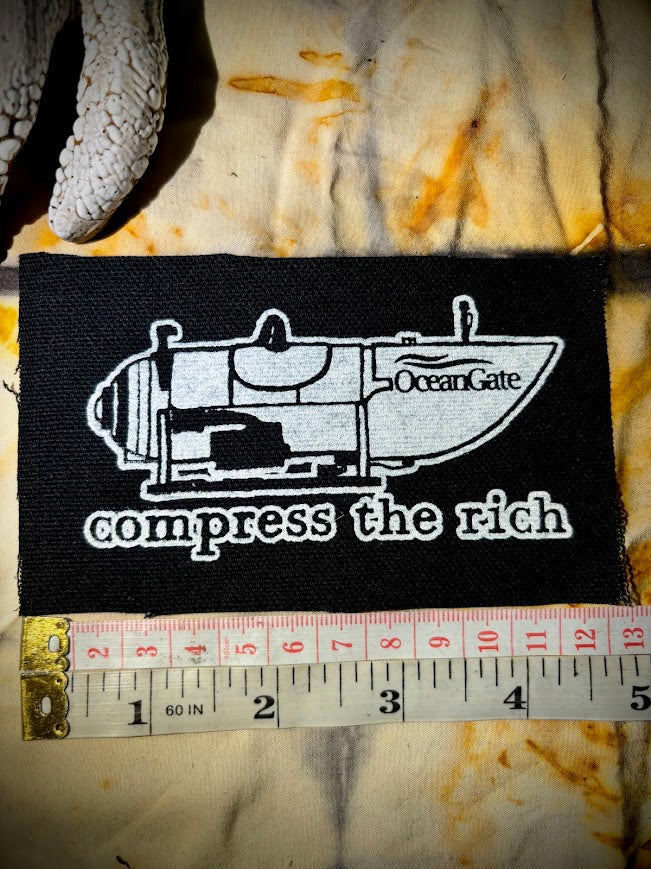 OceanGate
compress the rich
2 3 4 5 6 7 8 9 10 11 12 13
1 60 IN 2 3 4 5